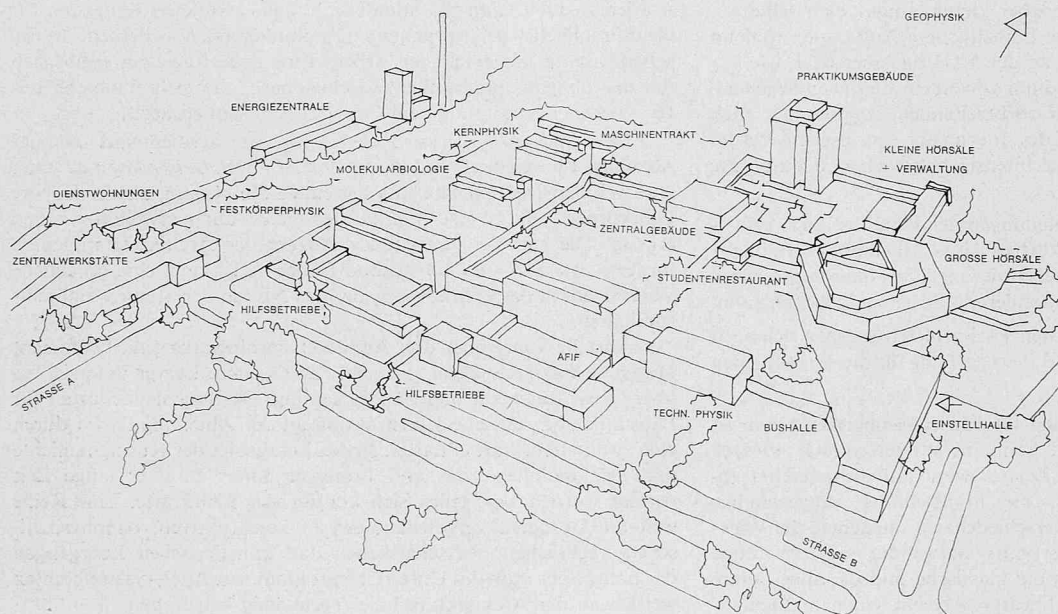 GEOPHYSIK
PRAKTIKUMSGEBÄUDE
ENERGIEZENTRALE
KERNPHYSIK
MASCHINENTRAKT
KLEINE HÖRSÄLE
VERWALTUNG
MOLEKULARBIOLOGIE
DIENSTWOHNUNGEN
FESTKÖRPERPHYSIK
ZENTRALGEBÄUDE
ZENTRALWERKSTÄTTE
GROSSE HÖRSÄLE
STUDENTENRESTAURANT
HILFSBETRIEBE
AFIF
STRASSE A
HILFSBETRIEBE
TECHN. PHYSIK
BUSHALLE
EINSTELLHALLE
STRASSE B